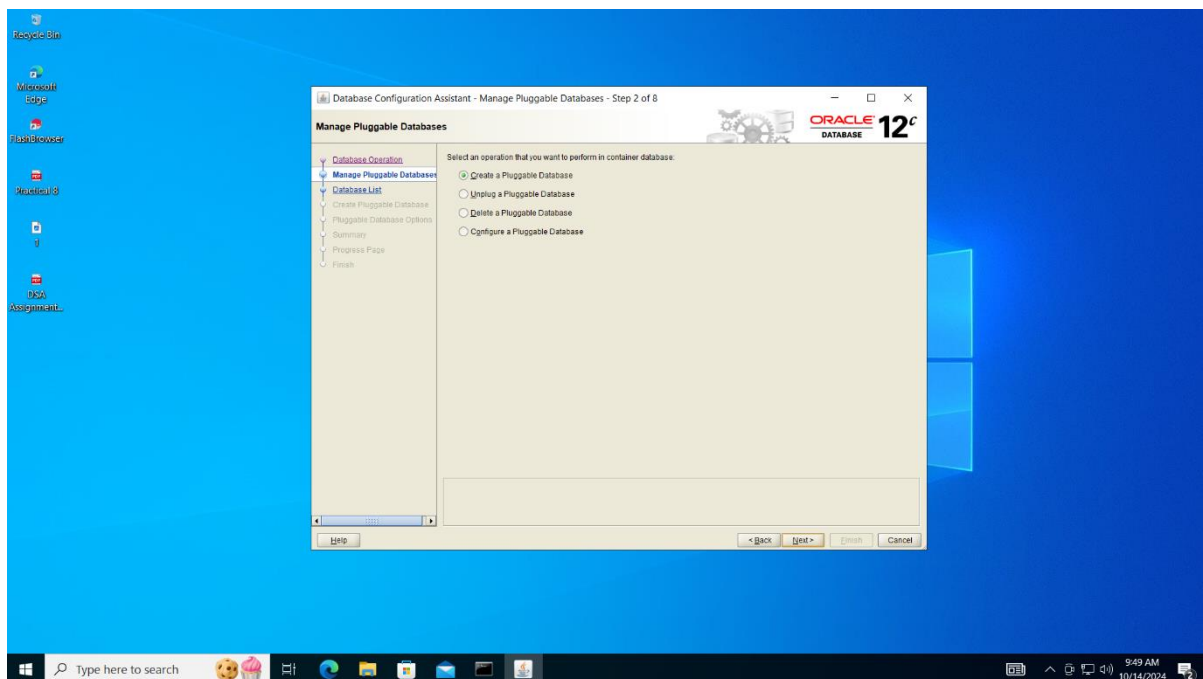 Recycle Bin
Microsoft
Edge
FlashBrowser
Practical 8
DSA
Assignment...
Database Configuration Assistant - Manage Pluggable Databases - Step 2 of 8
Manage Pluggable Databases
ORACLE
DATABASE
12c
Database Operation
Manage Pluggable Databases
Database List
Create Pluggable Database
Pluggable Database Options
Summary
Progress Page
Finish
Select an operation that you want to perform in container database:
Create a Pluggable Database
Unplug a Pluggable Database
Delete a Pluggable Database
Configure a Pluggable Database
Help
< Back
Next >
Finish
Cancel
Type here to search
9:49 AM
10/14/2024
2